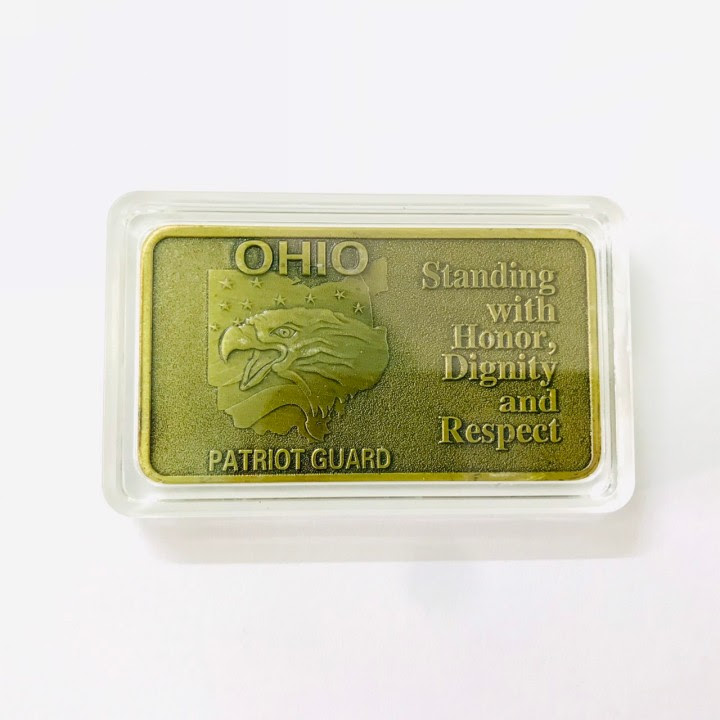 OHIO
PATRIOT GUARD
Standing
with
Honor,
Dignity
and
Respect